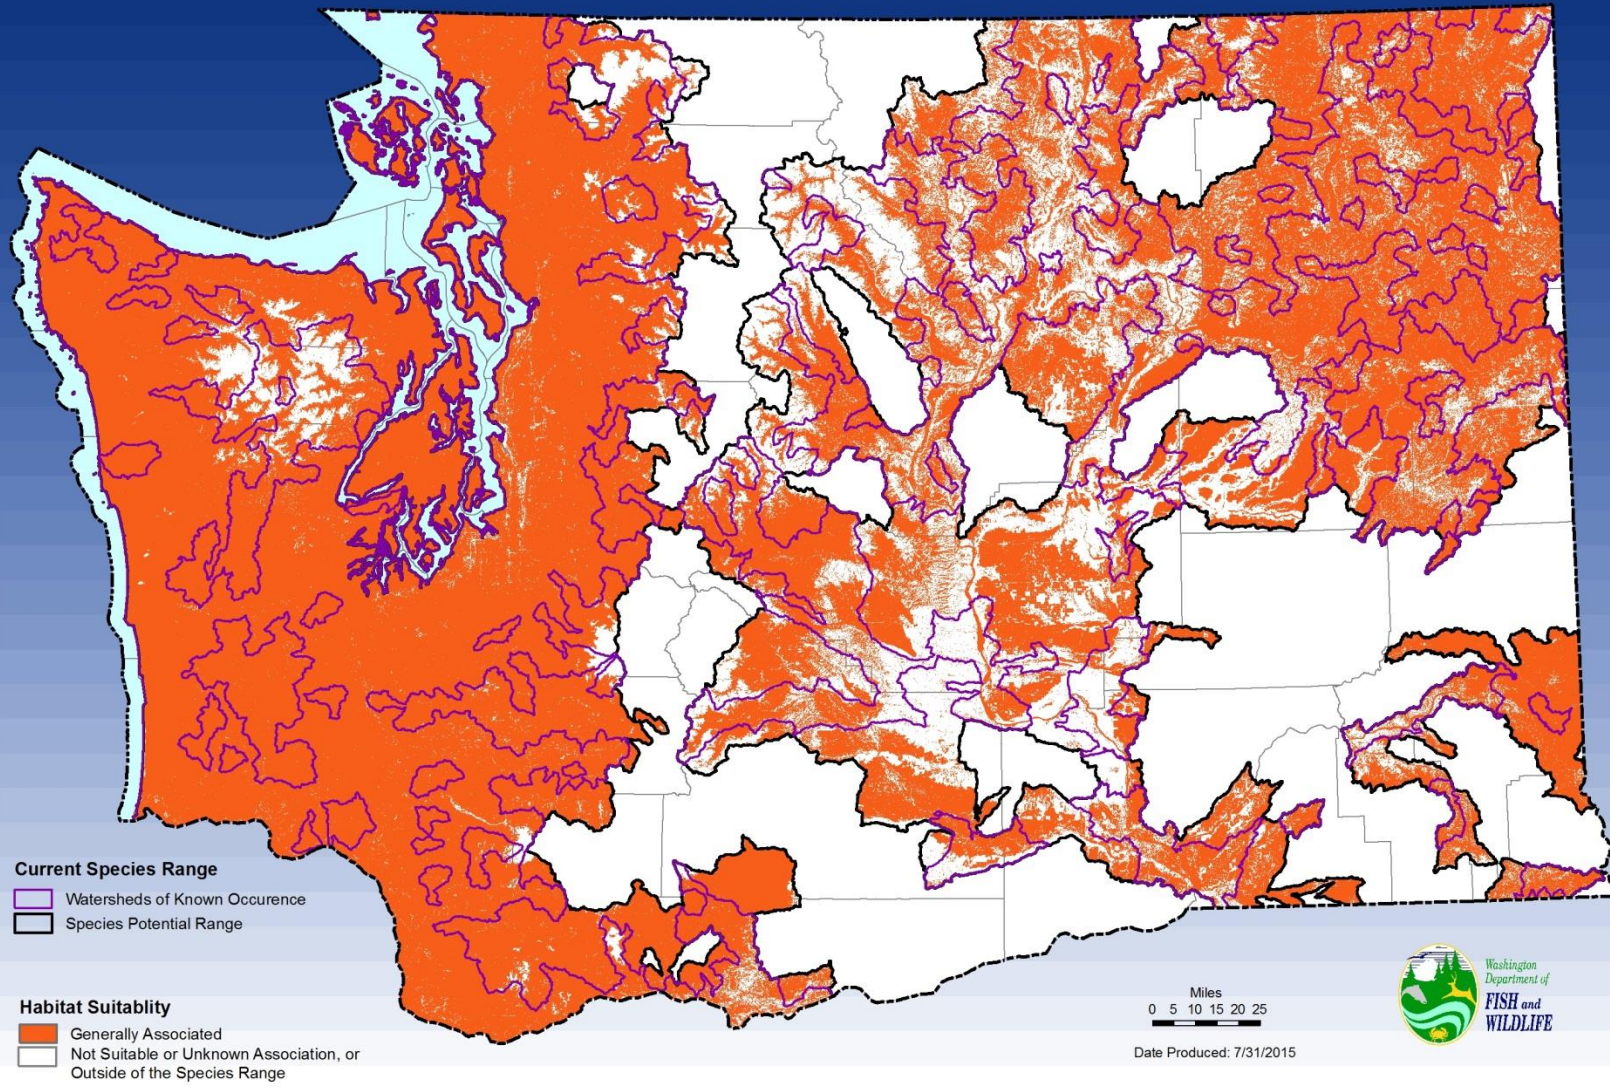 Current Species Range
Watersheds of Known Occurence
Species Potential Range
Habitat Suitablity
Generally Associated
Not Suitable or Unknown Association, or
Outside of the Species Range
Miles
0 5 10 15 20 25
Date Produced: 7/31/2015
Washington
Department of
FISH and
WILDLIFE